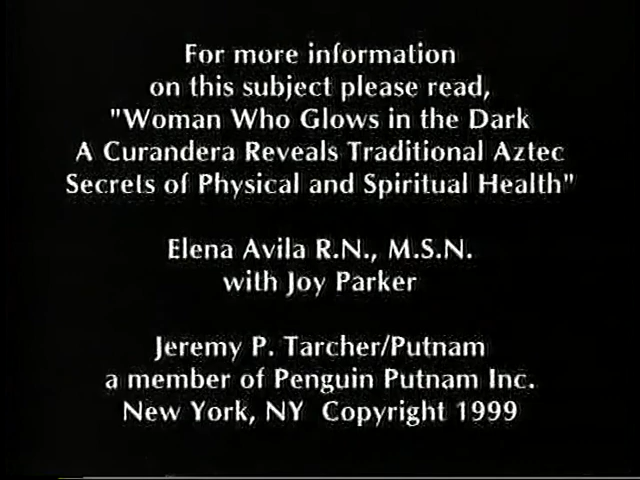 For more information
on this subject please read,
"Woman Who Glows in the Dark
A Curandera Reveals Traditional Aztec
Secrets of Physical and Spiritual Health"
Elena Avila R.N., M.S.N.
with Joy Parker
Jeremy P. Tarcher/Putnam
a member of Penguin Putnam Inc.
New York, NY Copyright 1999